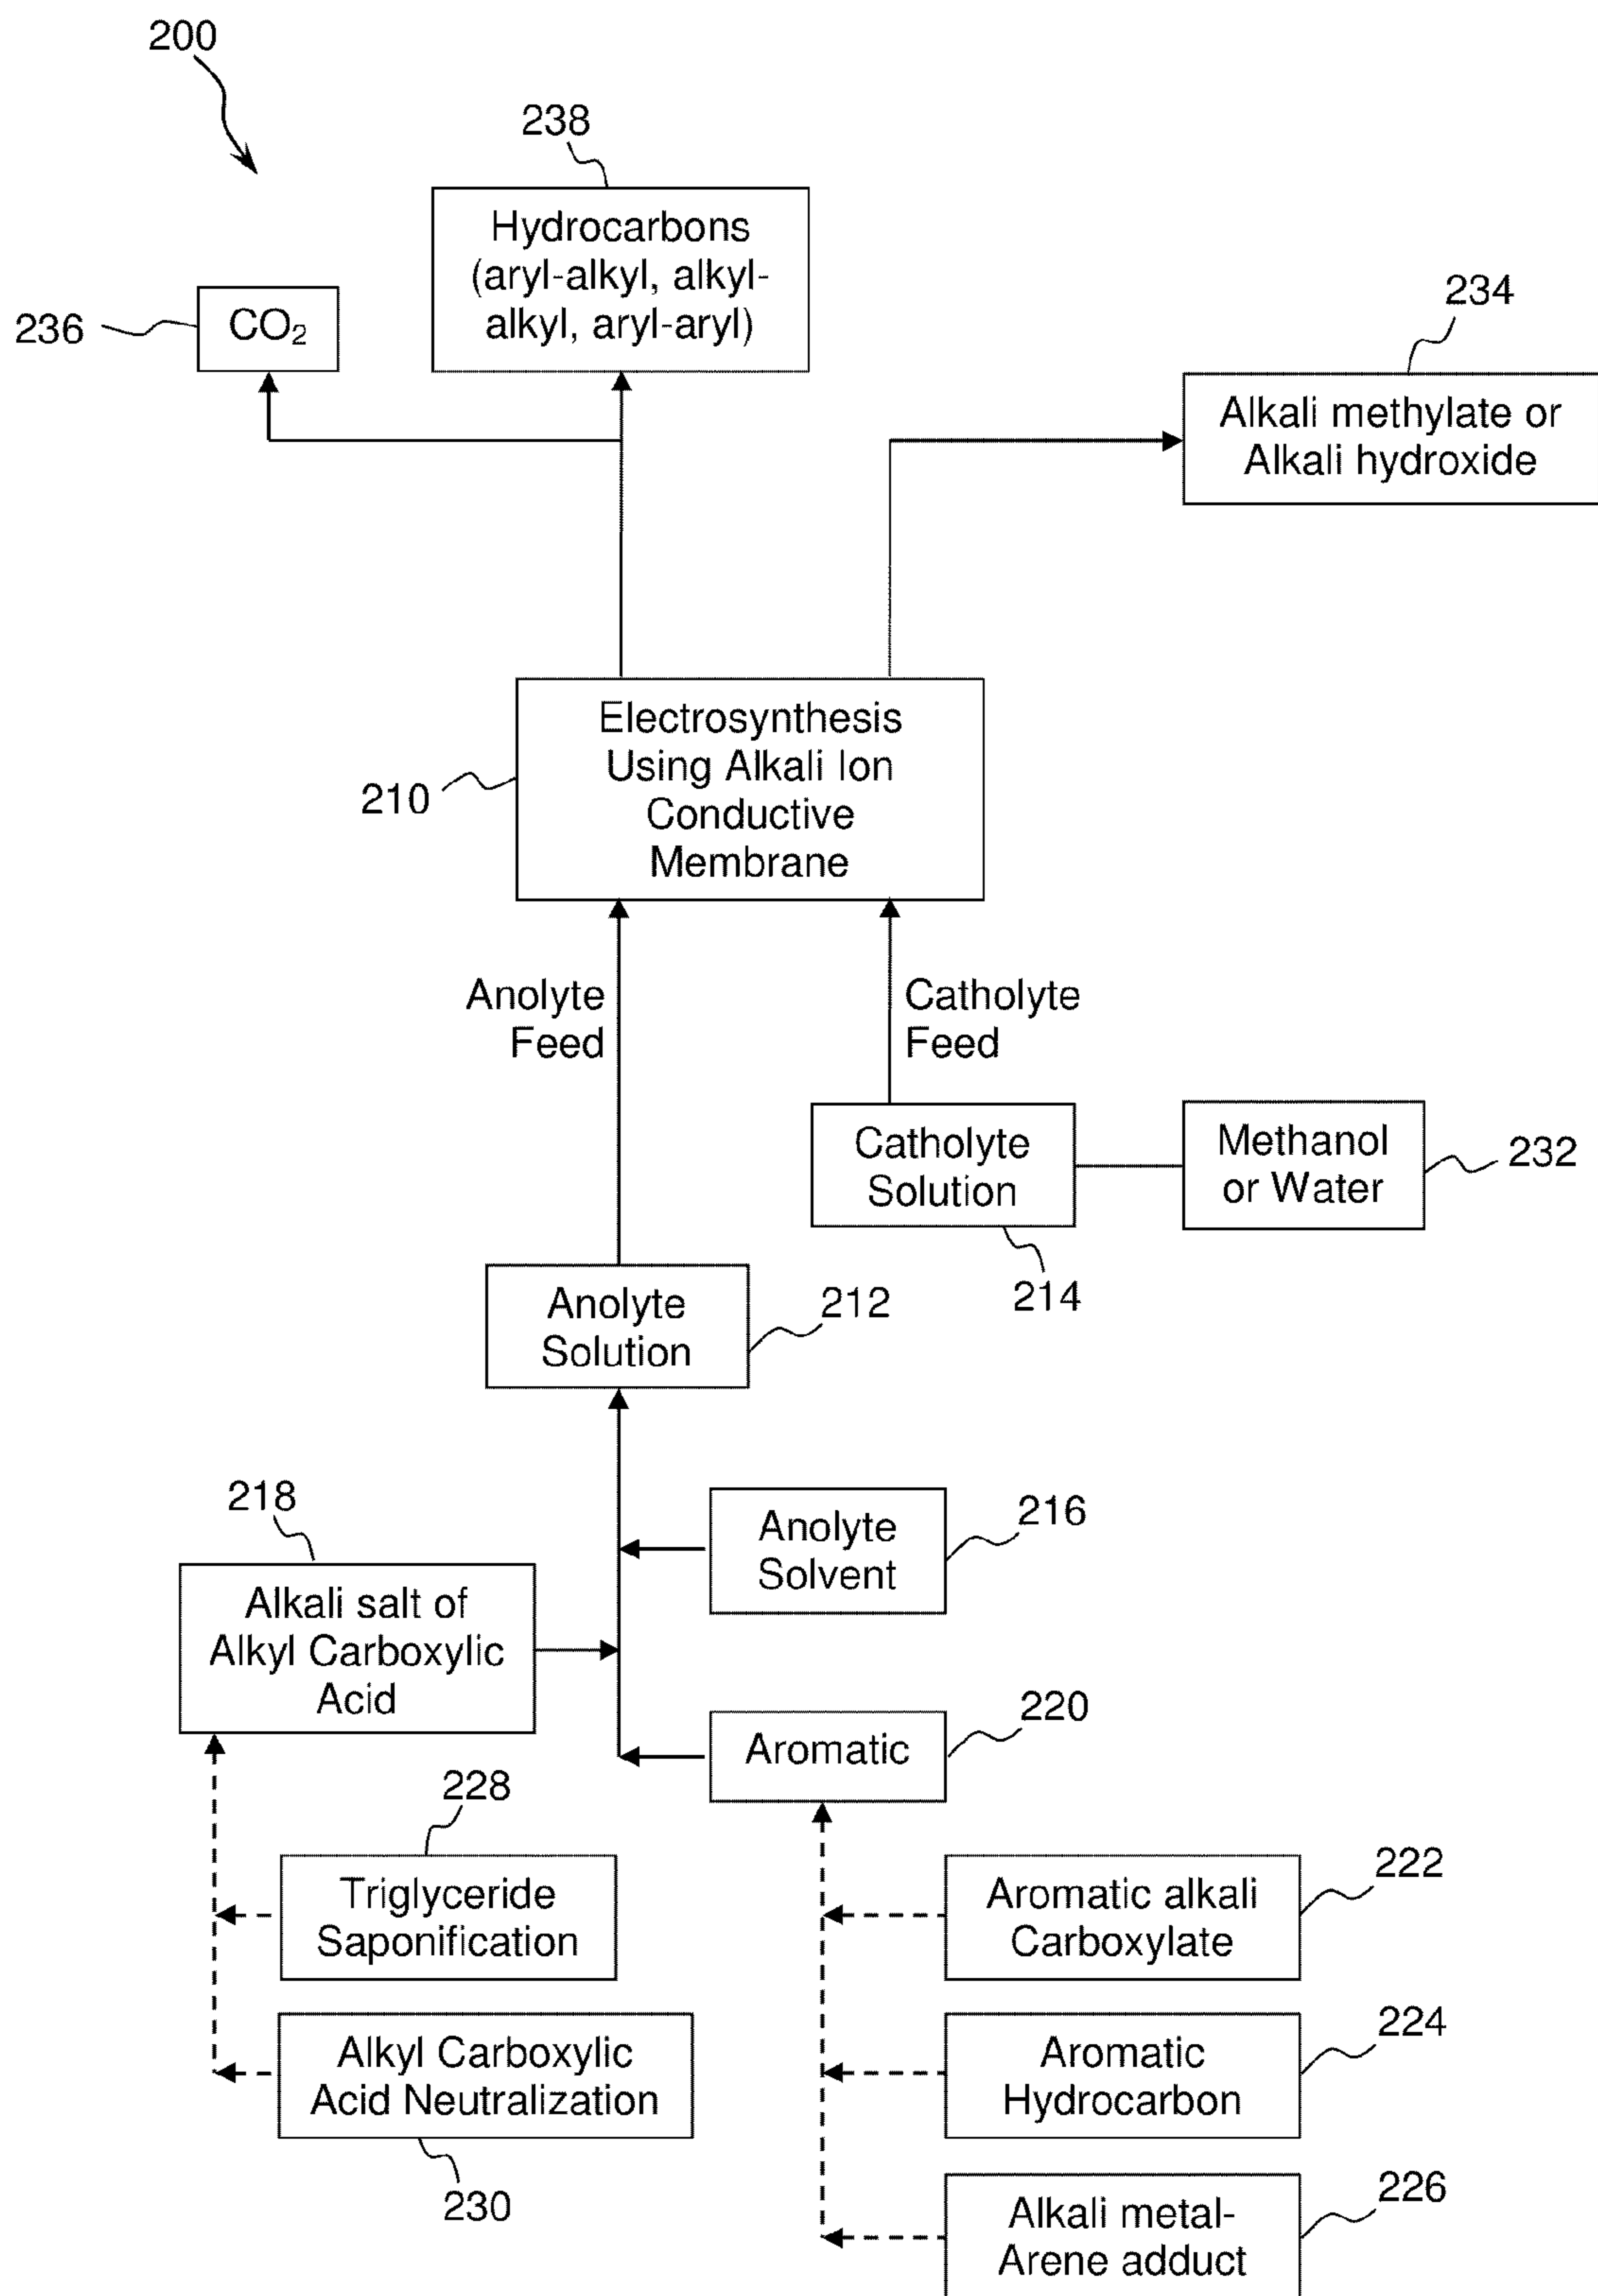 200
238
Hydrocarbons
(aryl-alkyl, alkyl-
alkyl, aryl-aryl)
236
CO₂
234
Alkali methylate or
Alkali hydroxide
210
Electrosynthesis
Using Alkali Ion
Conductive
Membrane
Anolyte
Feed
Catholyte
Feed
Catholyte
Solution
214
Methanol
or Water
232
Anolyte
Solution
212
218
Alkali salt of
Alkyl Carboxylic
Acid
Anolyte
Solvent
216
Aromatic
220
228
Triglyceride
Saponification
Alkyl Carboxylic
Acid Neutralization
230
Aromatic alkali
Carboxylate
222
Aromatic
Hydrocarbon
224
Alkali metal-
Arene adduct
226